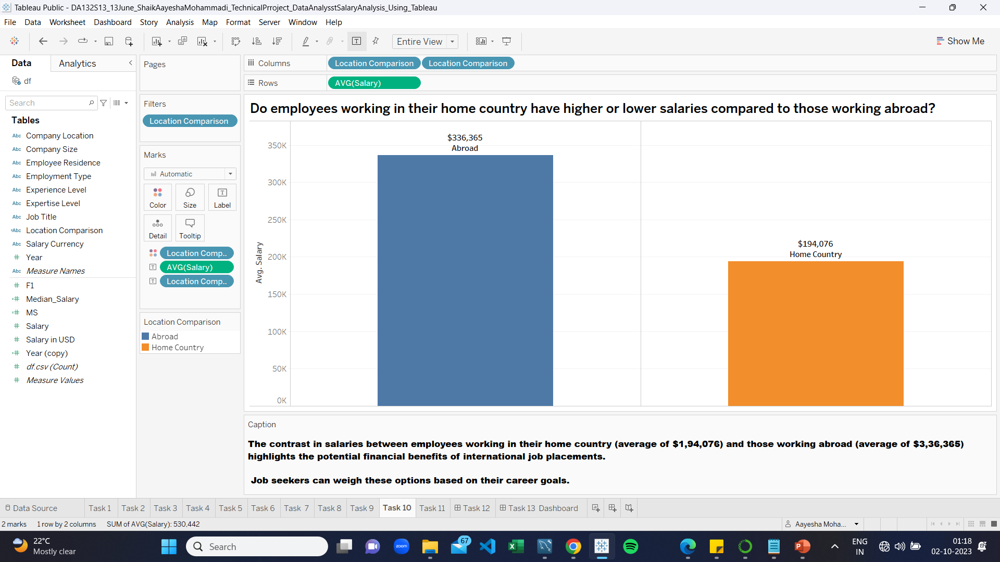 Tableau Public - DA132S13_13June_ShaikAayeshaMohammadi_TechnicalPrroject_DataAnalysstSalaryAnalysis_Using_Tableau
File Data Worksheet Dashboard Story Analysis Map Format Server Window Help
Entire View
Show Me
Data Analytics
df
Search
Tables
Abc Company Location
Abc Company Size
Abc Employee Residence
Abc Employment Type
Abc Experience Level
Abc Expertise Level
Abc Job Title
=Abc Location Comparison
Abc Salary Currency
# Year
Abc Measure Names
# F1
=# Median_Salary
=# MS
# Salary
# Salary in USD
=# Year (copy)
# df.csv (Count)
# Measure Values
Pages
Filters
Location Comparison
Marks
Automatic
Color Size Label
Detail Tooltip
Location Comp..
T AVG(Salary)
T Location Comp..
Location Comparison
Abroad
Home Country
Columns Location Comparison Location Comparison
Rows AVG(Salary)
Do employees working in their home country have higher or lower salaries compared to those working abroad?
Avg. Salary
350K
300K
250K
200K
150K
100K
50K
0K
$336,365
Abroad
$194,076
Home Country
Caption
The contrast in salaries between employees working in their home country (average of $1,94,076) and those working abroad (average of $3,36,365)
highlights the potential financial benefits of international job placements.
Job seekers can weigh these options based on their career goals.
Data Source Task 1 Task 2 Task 3 Task 4 Task 5 Task 6 Task 7 Task 8 Task 9 Task 10 Task 11 Task 12 Task 13 Dashboard
2 marks 1 row by 2 columns SUM of AVG(Salary): 530,442
Aayesha Moha...
22°C
Mostly clear
Search
67
zoom
ENG
IN
01:18
02-10-2023